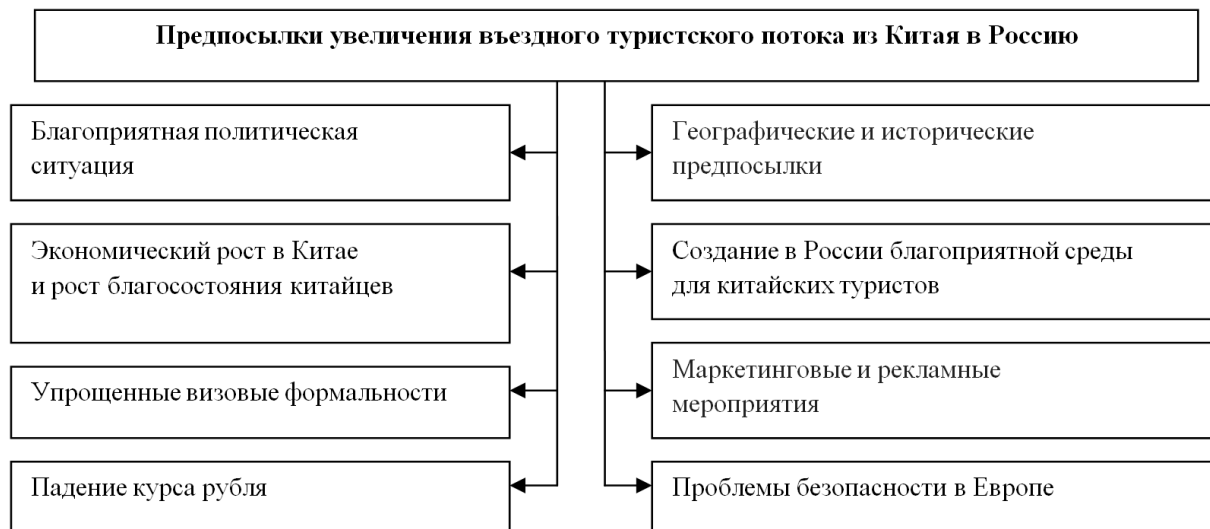 Предпосылки увеличения въездного туристского потока из Китая в Россию
Благоприятная политическая
ситуация
Экономический рост в Китае
и рост благосостояния китайцев
Упрощенные визовые формальности
Падение курса рубля
Географические и исторические
предпосылки
Создание в России благоприятной среды
для китайских туристов
Маркетинговые и рекламные
мероприятия
Проблемы безопасности в Европе